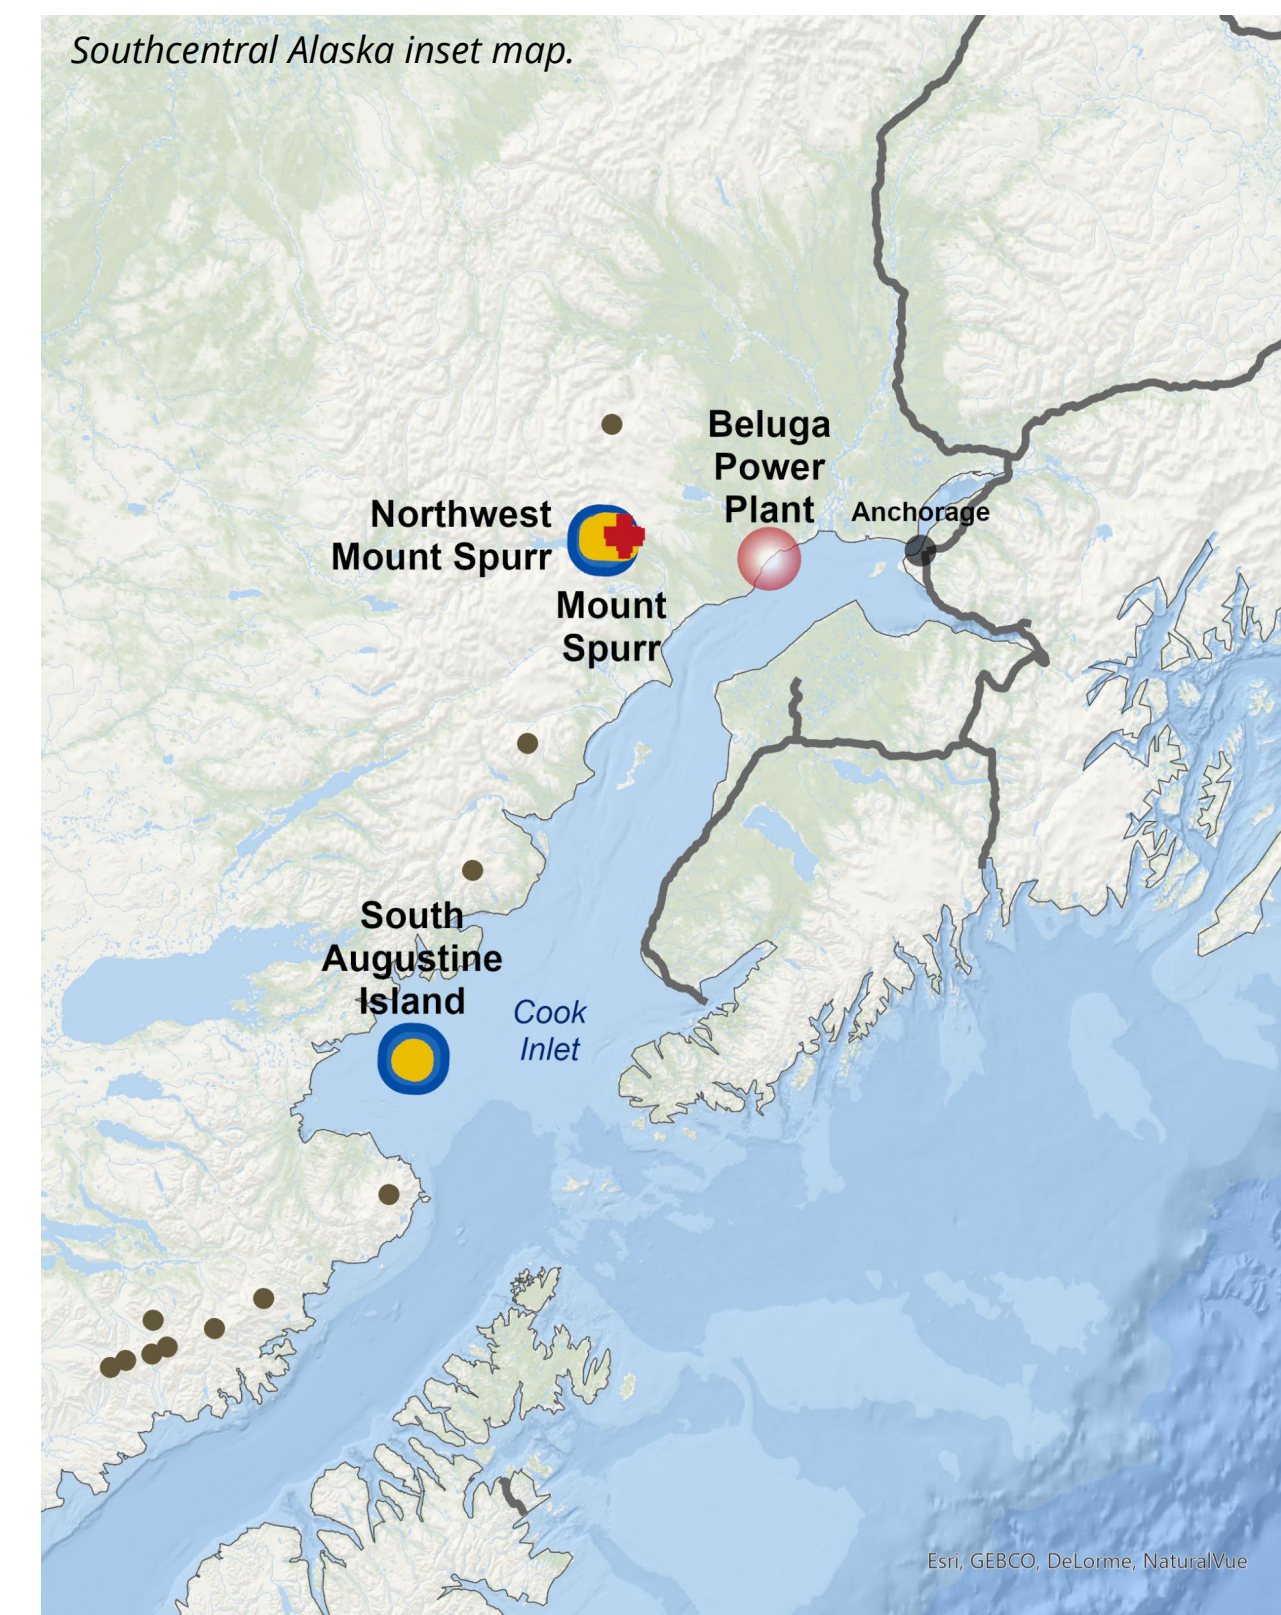 Southcentral Alaska inset map.
Beluga
Power
Plant
Anchorage
Northwest
Mount Spurr
Mount
Spurr
South
Augustine
Island
Cook
Inlet
Esri, GEBCO, DeLorme, NaturalVue